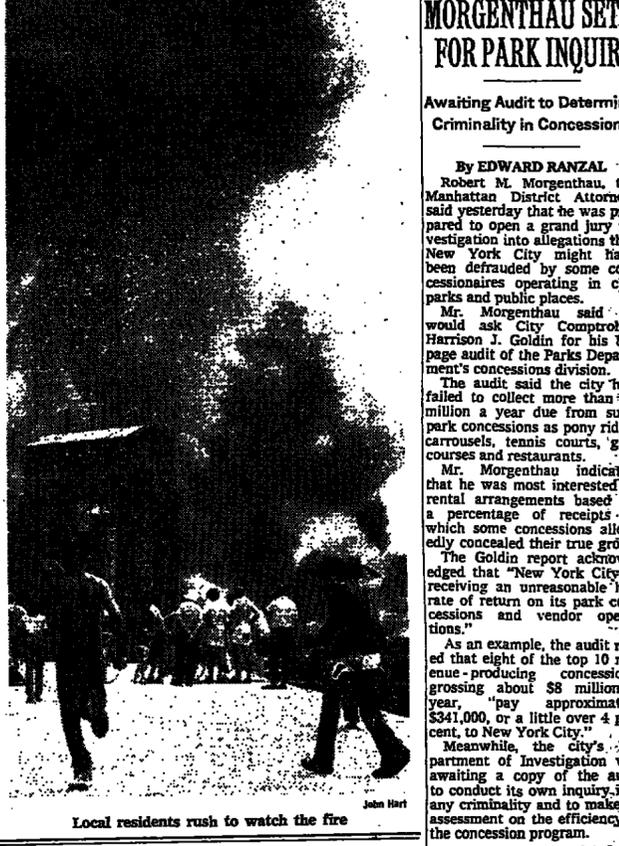 MORGENTHAU SET
FOR PARK INQUIR
Awaiting Audit to Determi
Criminality in Concession
By EDWARD RANZAL
Robert M. Morgenthau, t
Manhattan District Attorne
said yesterday that he was pr
pared to open a grand jury
vestigation into allegations th
New York City might ha
been defrauded by some co
cessionaires operating in c
parks and public places.
Mr. Morgenthau said
would ask City Comptrol
Harrison J. Goldin for his
page audit of the Parks Depa
ment's concessions division.
The audit said the city h
failed to collect more than
million a year due from su
park concessions as pony rid
carrousels, tennis courts, g
courses and restaurants.
Mr. Morgenthau indicat
that he was most interested
rental arrangements based
a percentage of receipts
which some concessions alle
edly concealed their true gro
The Goldin report acknow
edged that "New York City
receiving an unreasonable
rate of return on its park co
cessions and vendor ope
tions."
As an example, the audit n
ed that eight of the top 10 r
enue-producing concessio
grossing about $8 million
year, "pay approximat
$341,000, or a little over 4 p
cent, to New York City."
Meanwhile, the city's
partment of Investigation w
awaiting a copy of the au
to conduct its own inquiry i
any criminality and to make
assessment on the efficiency
the concession program.
John Hart
Local residents rush to watch the fire